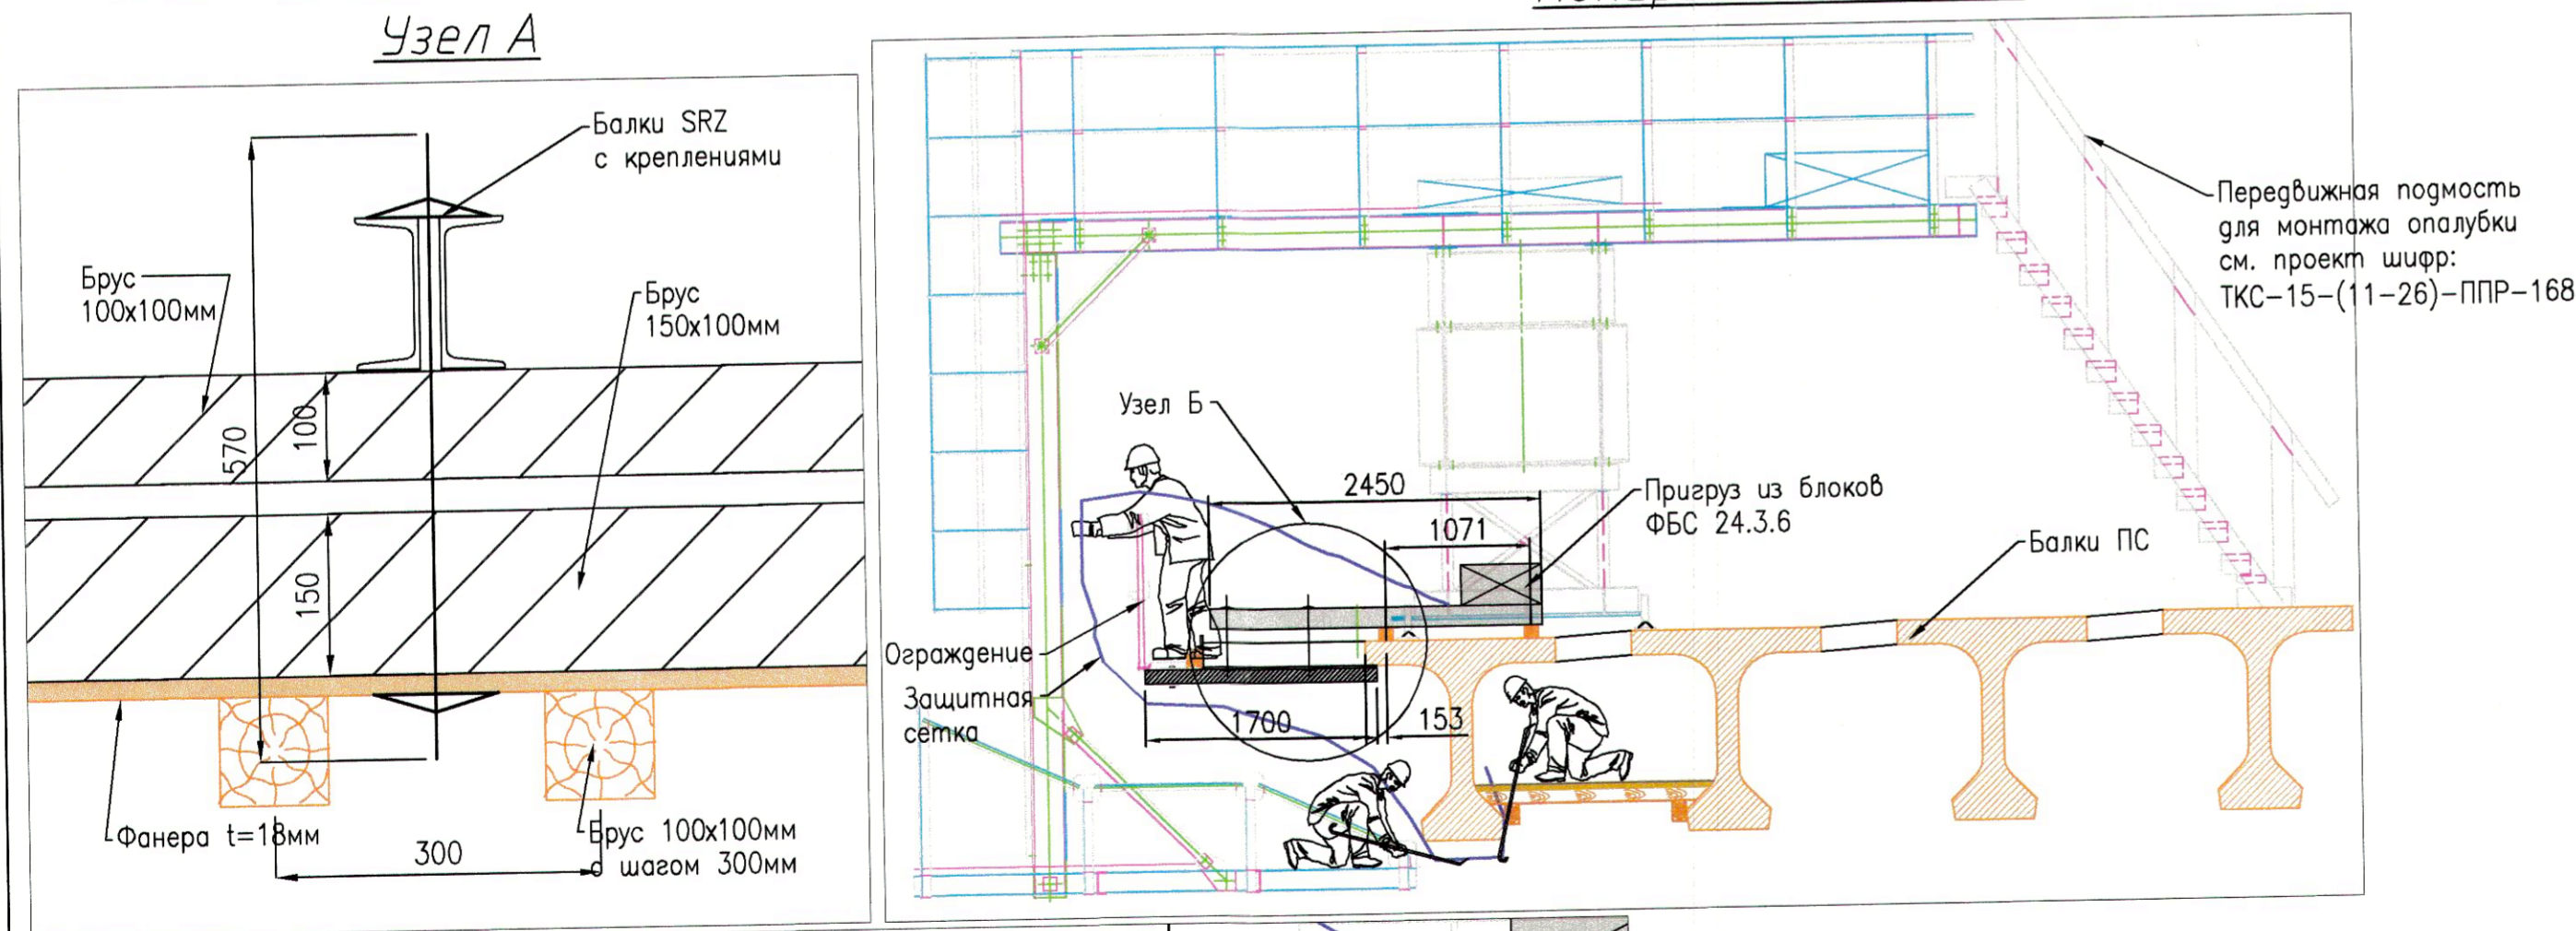 Узел А
Балки SRZ
с креплениями
Брус
100х100мм
Брус
150х100мм
570
100
150
Фанера t=18мм
300
Брус 100х100мм
с шагом 300мм
Передвижная подмость
для монтажа опалубки
см. проект шифр:
ТКС-15-(11-26)-ППР-168
Узел Б
2450
1071
Пригруз из блоков
ФБС 24.3.6
Балки ПС
Ограждение
Защитная
сетка
1700
153